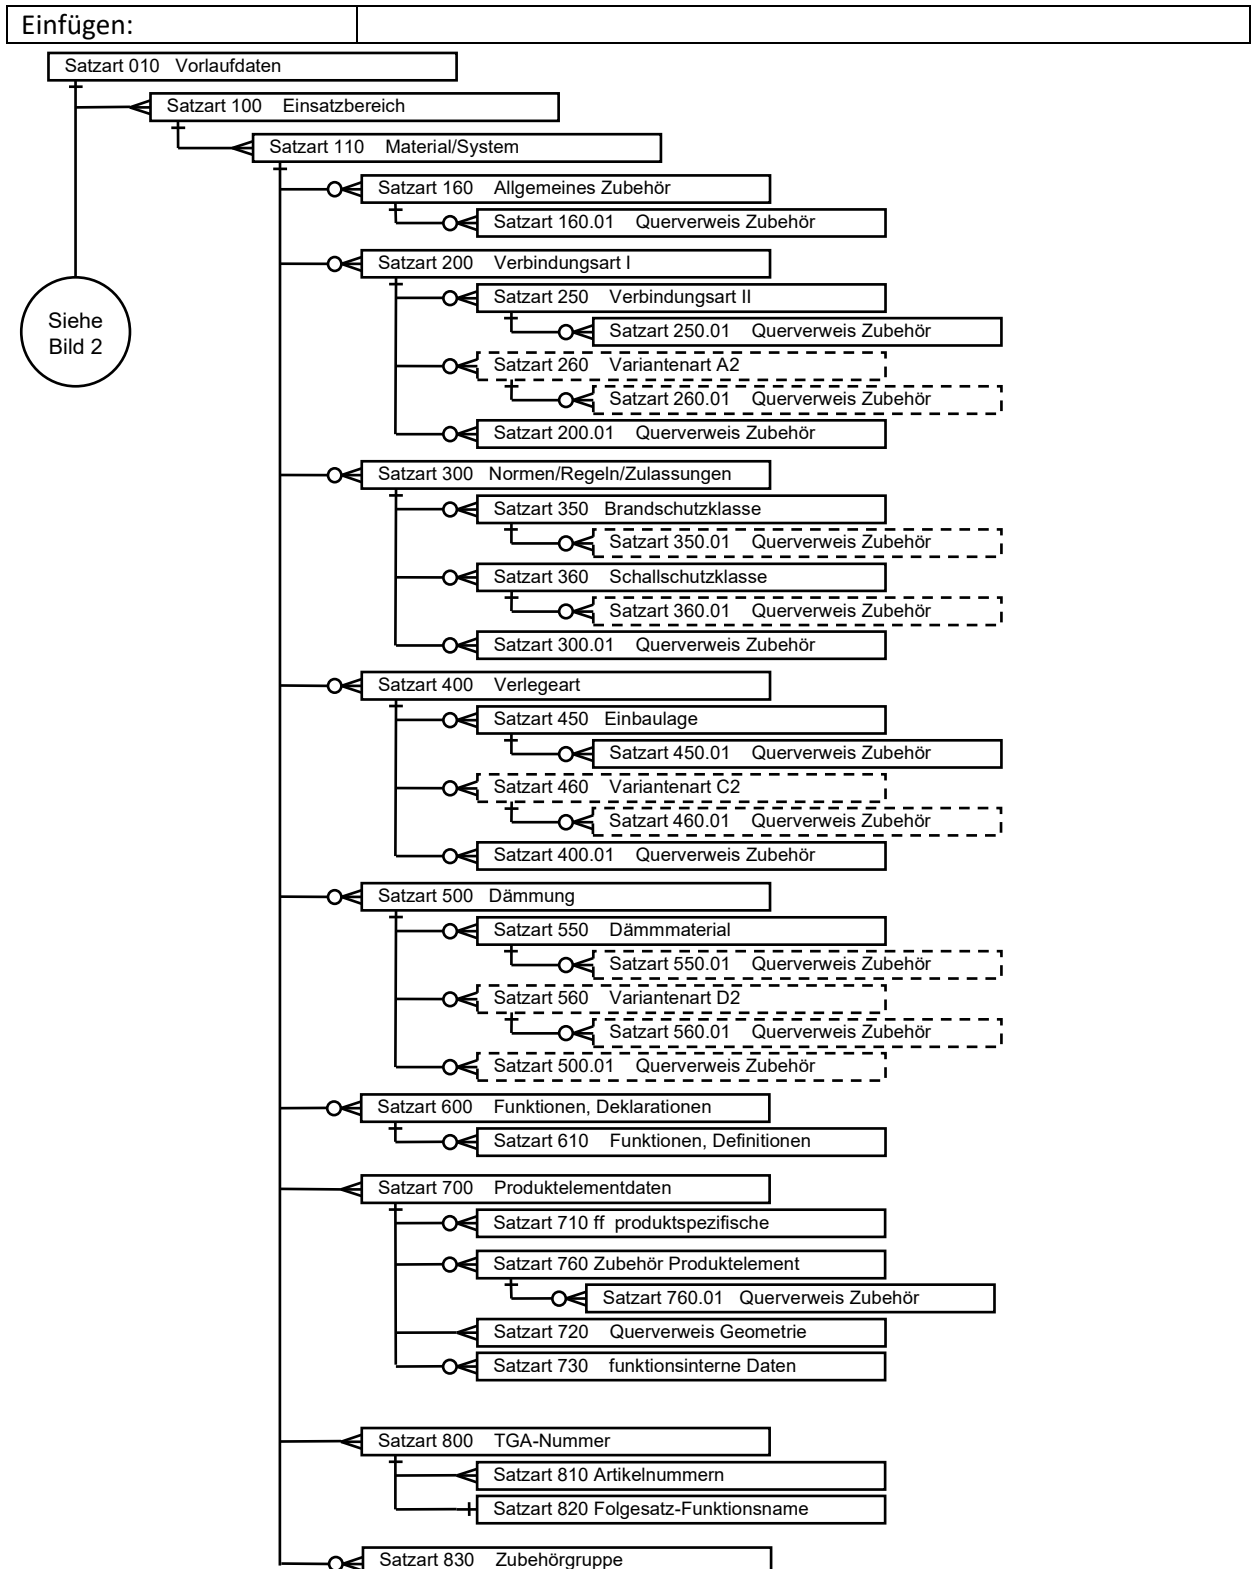 Einfügen:
Satzart 010 Vorlaufdaten
Satzart 100 Einsatzbereich
Satzart 110 Material/System
Satzart 160 Allgemeines Zubehör
Satzart 160.01 Querverweis Zubehör
Satzart 200 Verbindungsart I
Satzart 250 Verbindungsart II
Siehe
Bild 2
Satzart 250.01 Querverweis Zubehör
Satzart 260 Variantenart A2
Satzart 260.01 Querverweis Zubehör
Satzart 200.01 Querverweis Zubehör
Satzart 300 Normen/Regeln/Zulassungen
Satzart 350 Brandschutzklasse
Satzart 350.01 Querverweis Zubehör
Satzart 360 Schallschutzklasse
Satzart 360.01 Querverweis Zubehör
Satzart 300.01 Querverweis Zubehör
Satzart 400 Verlegeart
Satzart 450 Einbaulage
Satzart 450.01 Querverweis Zubehör
Satzart 460 Variantenart C2
Satzart 460.01 Querverweis Zubehör
Satzart 400.01 Querverweis Zubehör
Satzart 500 Dämmung
Satzart 550 Dämmmaterial
Satzart 550.01 Querverweis Zubehör
Satzart 560 Variantenart D2
Satzart 560.01 Querverweis Zubehör
Satzart 500.01 Querverweis Zubehör
Satzart 600 Funktionen, Deklarationen
Satzart 610 Funktionen, Definitionen
Satzart 700 Produktelementdaten
Satzart 710 ff produktspezifische
Satzart 760 Zubehör Produktelement
Satzart 760.01 Querverweis Zubehör
Satzart 720 Querverweis Geometrie
Satzart 730 funktionsinterne Daten
Satzart 800 TGA-Nummer
Satzart 810 Artikelnummern
Satzart 820 Folgesatz-Funktionsname
Satzart 830 Zubehörgruppe